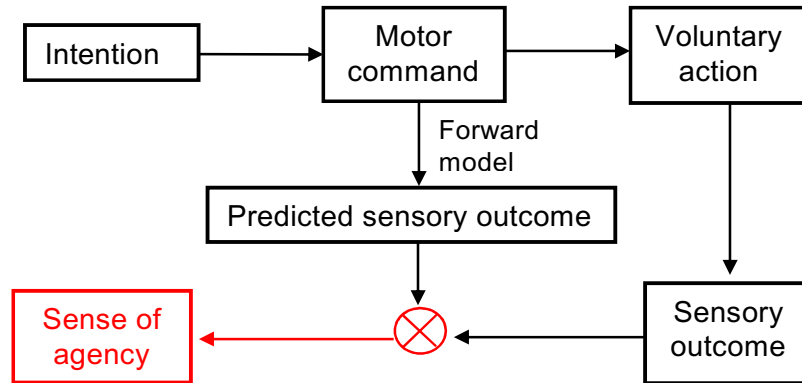 Intention
Motor
command
Voluntary
action
Forward
model
Predicted sensory outcome
Sense of
agency
Sensory
outcome